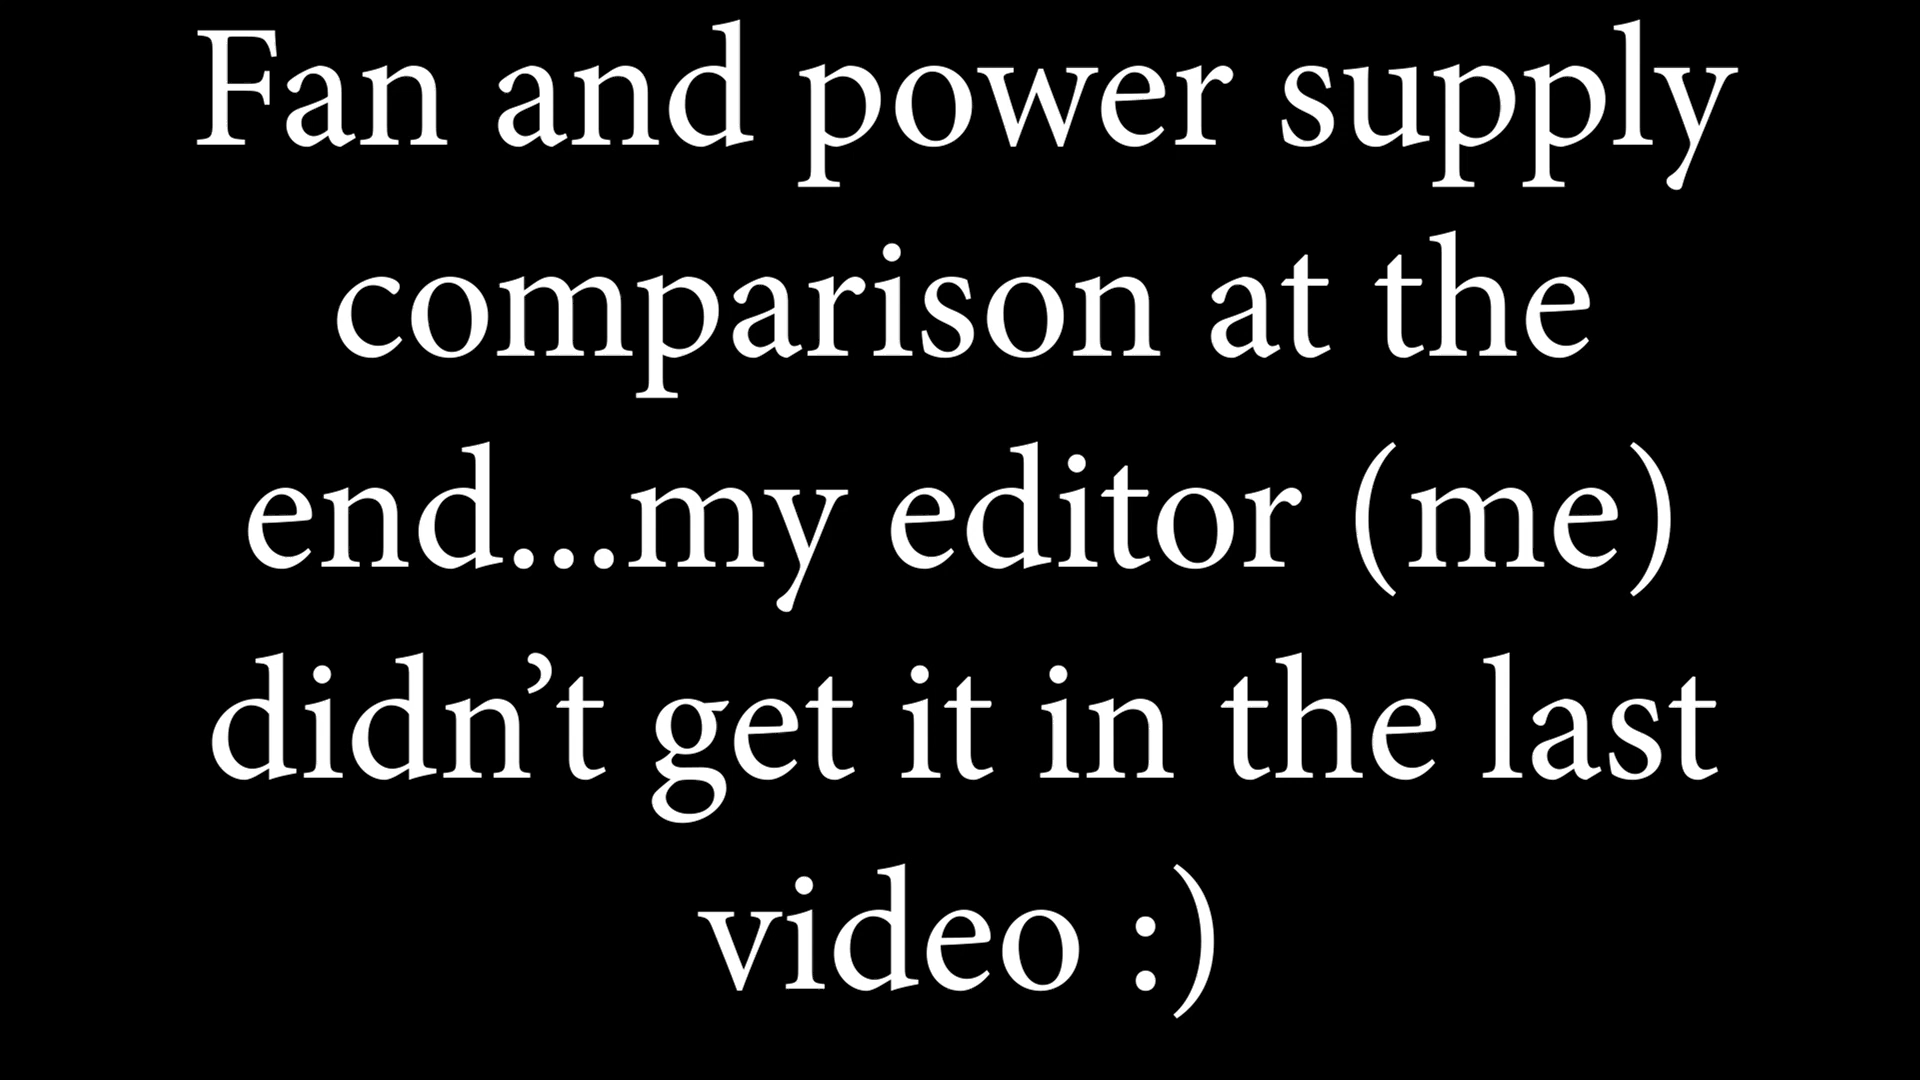 Fan and power supply
comparison at the
end...my editor (me)
didn’t get it in the last
video :)